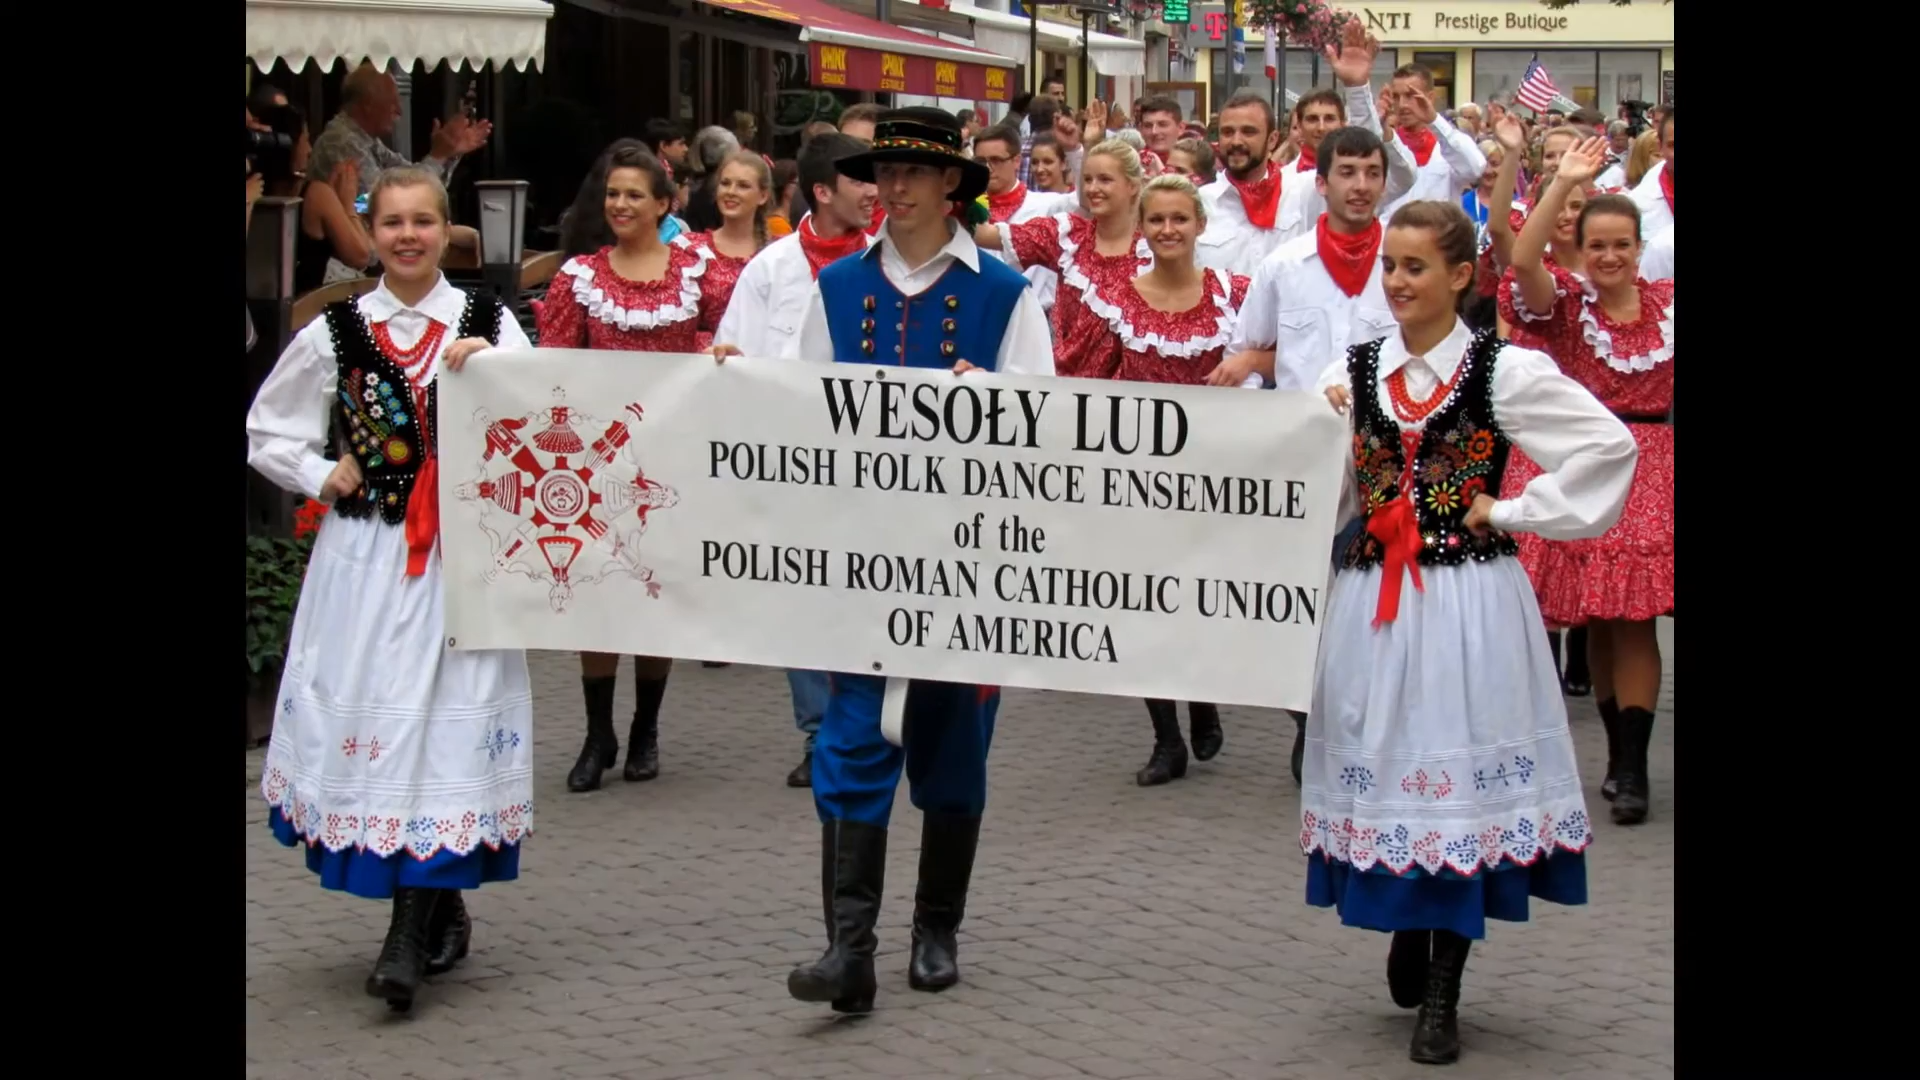 NTI Prestige Butique
T
WESOŁY LUD
POLISH FOLK DANCE ENSEMBLE
of the
POLISH ROMAN CATHOLIC UNION
OF AMERICA